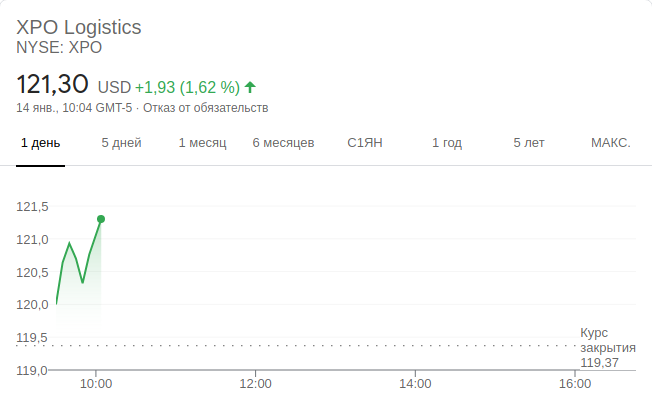 XPO Logistics
NYSE: XPO
121,30 USD +1,93 (1,62 %)
14 янв., 10:04 GMT-5 · Отказ от обязательств
1 день 5 дней 1 месяц 6 месяцев С1ЯН 1 год 5 лет МАКС.
121,5
121,0
120,5
120,0
119,5
119,0
Курс
закрытия
119,37
10:00 12:00 14:00 16:00